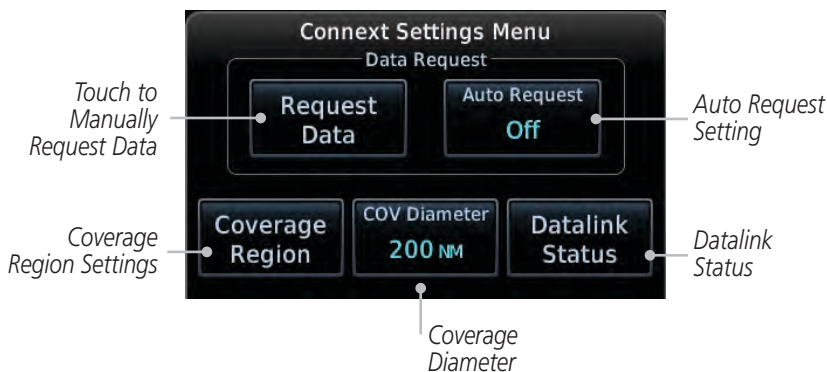 Connext Settings Menu
Data Request
Touch to
Manually
Request Data
Request
Data
Auto Request
Off
Auto Request
Setting
Coverage
Region Settings
Coverage
Region
COV Diameter
200 NM
Datalink
Status
Datalink
Status
Coverage
Diameter